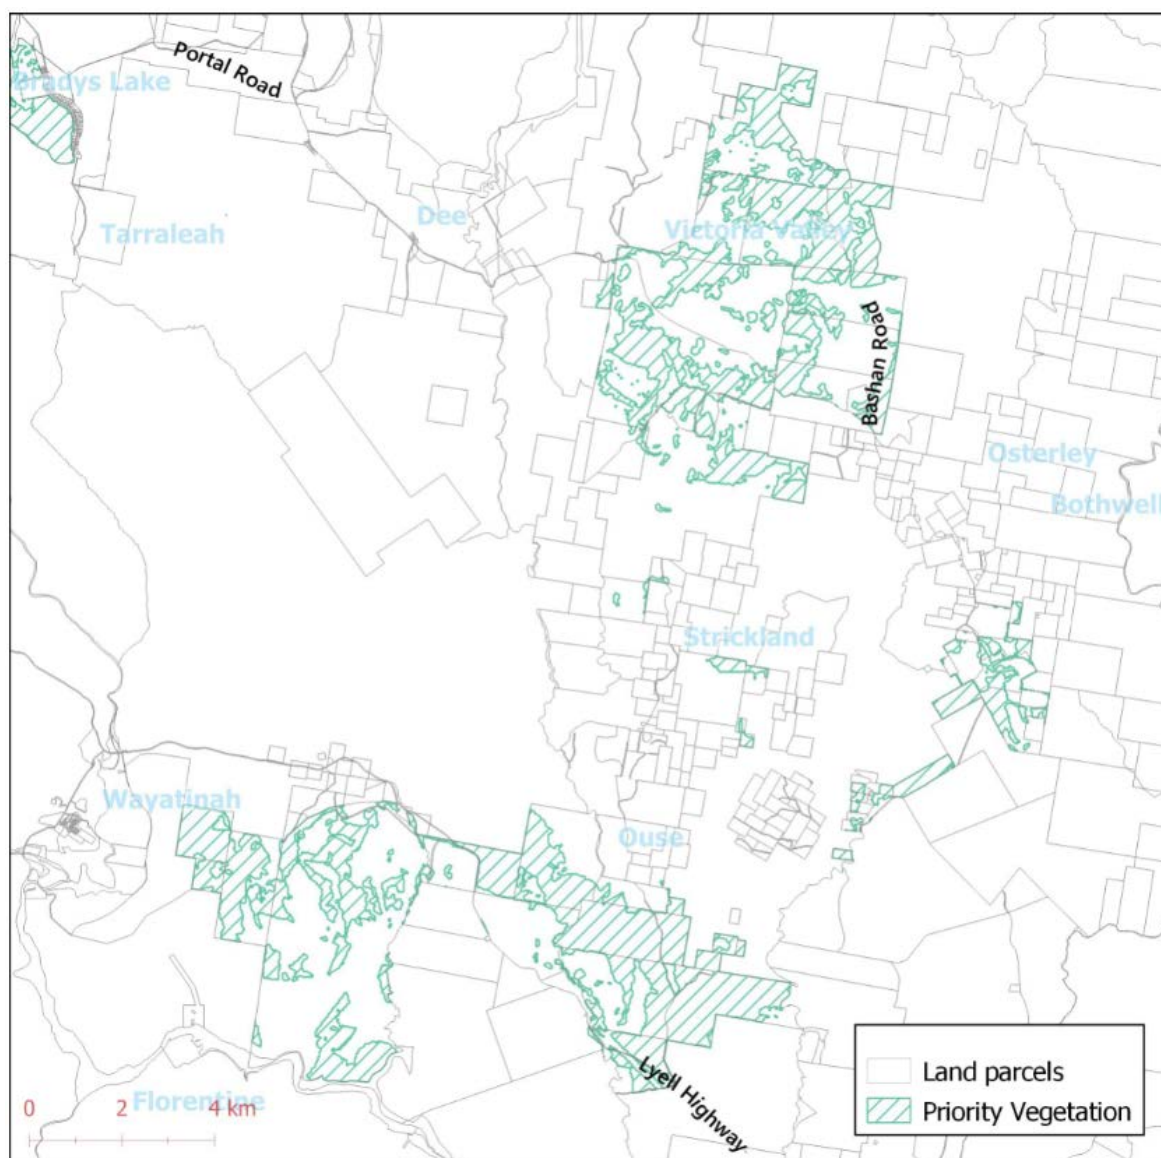 Portal Road
Bradys Lake
Dee
Victoria Valley
Tarraleah
Bashan Road
Osterley
Bothwell
Strickland
Wayatinah
Ouse
Lyell Highway
Florentine
0 2 4 km
Land parcels
Priority Vegetation